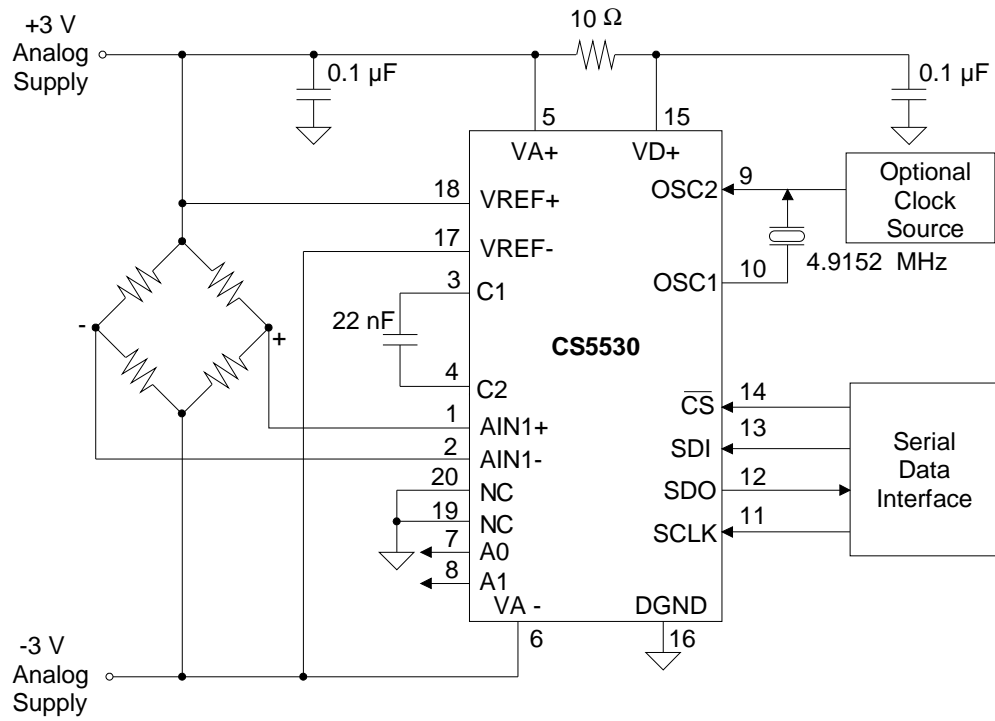 +3 V
Analog
Supply
10 Ω
0.1 µF
0.1 µF
5
15
VA+
VD+
18
VREF+
17
VREF-
3
C1
22 nF
4
C2
1
AIN1+
2
AIN1-
20
NC
19
NC
7
A0
8
A1
VA -
6
DGND
16
CS5530
OSC2
9
Optional
Clock
Source
4.9152 MHz
OSC1
10
CS
14
SDI
13
SDO
12
SCLK
11
Serial
Data
Interface
-
+
-3 V
Analog
Supply